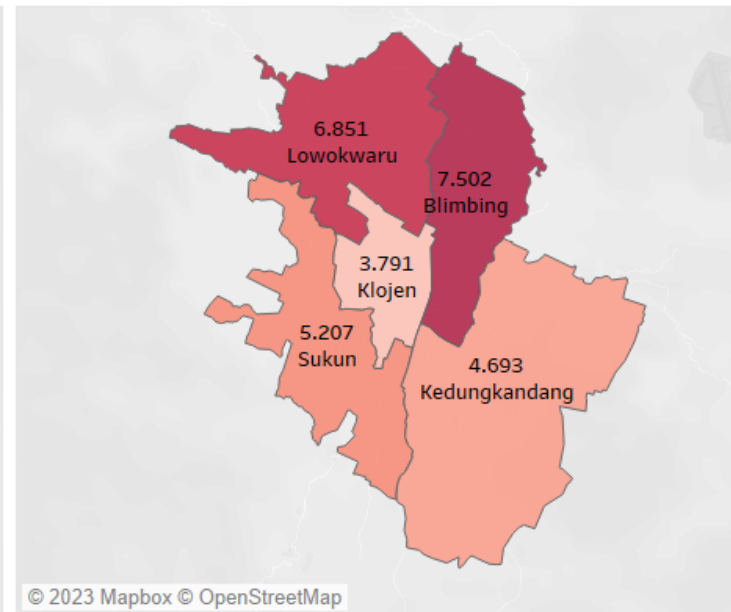 6.851
Lowokwaru
7.502
Blimbing
3.791
Klojen
5.207
Sukun
4.693
Kedungkandang
© 2023 Mapbox © OpenStreetMap